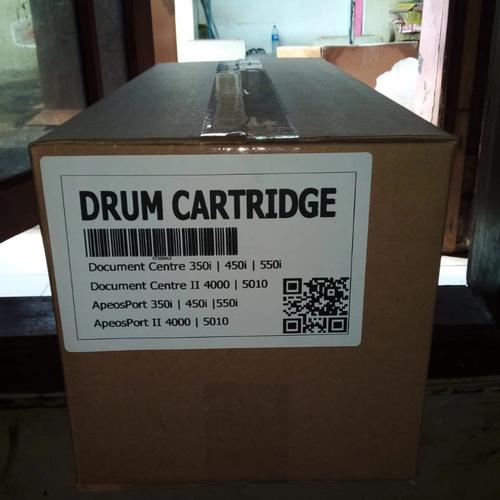 DRUM CARTRIDGE
Document Centre 350i | 450i | 550i
Document Centre II 4000 | 5010
ApeosPort 350i | 450i |550i
ApeosPort II 4000 | 5010